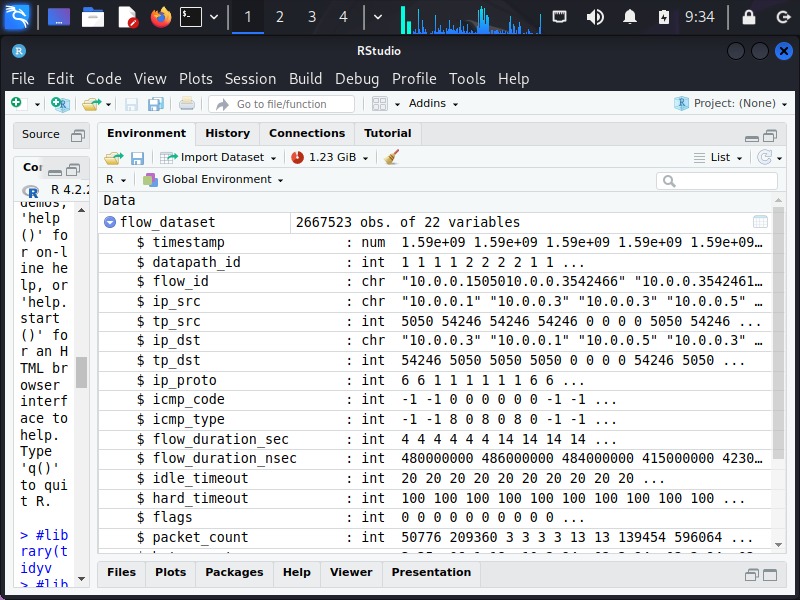 1 2 3 4 9:34
RStudio
File Edit Code View Plots Session Build Debug Profile Tools Help
Go to file/function Addins Project: (None)
Source
Environment History Connections Tutorial
Import Dataset 1.23 GiB List
R Global Environment
R 4.2.2
Data
flow_dataset 2667523 obs. of 22 variables
$ timestamp : num 1.59e+09 1.59e+09 1.59e+09 1.59e+09 1.59e+09…
$ datapath_id : int 1 1 1 1 2 2 2 2 1 1 ...
$ flow_id : chr "10.0.0.1505010.0.0.3542466" "10.0.0.3542461…
$ ip_src : chr "10.0.0.1" "10.0.0.3" "10.0.0.3" "10.0.0.5" ...
$ tp_src : int 5050 54246 54246 54246 0 0 0 0 5050 54246 ...
$ ip_dst : chr "10.0.0.3" "10.0.0.1" "10.0.0.5" "10.0.0.3" ...
$ tp_dst : int 54246 5050 5050 5050 0 0 0 0 54246 5050 ...
$ ip_proto : int 6 6 1 1 1 1 1 1 6 6 ...
$ icmp_code : int -1 -1 0 0 0 0 0 0 -1 -1 ...
$ icmp_type : int -1 -1 8 0 8 0 8 0 -1 -1 ...
$ flow_duration_sec : int 4 4 4 4 4 4 14 14 14 14 ...
$ flow_duration_nsec : int 480000000 486000000 484000000 415000000 4230…
$ idle_timeout : int 20 20 20 20 20 20 20 20 20 20 ...
$ hard_timeout : int 100 100 100 100 100 100 100 100 100 100 ...
$ flags : int 0 0 0 0 0 0 0 0 0 0 ...
$ packet_count : int 50776 209360 3 3 3 3 13 13 139454 596064 ...
demos,
'help
()' fo
r on-l
ine he
lp, or
'help.
start
()' fo
r an H
TML br
owser
interf
ace to
help.
Type
'q()'
to qui
t R.
> #lib
rary(t
idyv
> #lib
Files Plots Packages Help Viewer Presentation